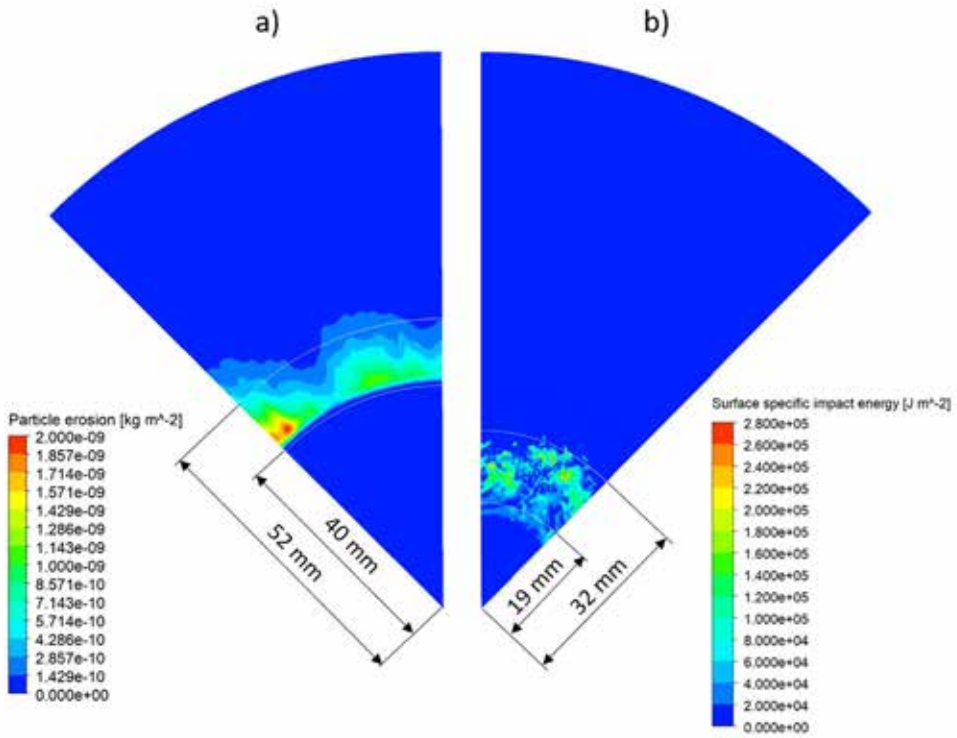 a)
b)
Particle erosion [kg m^-2]
2.000e-09
1.857e-09
1.714e-09
1.571e-09
1.429e-09
1.286e-09
1.143e-09
1.000e-09
8.571e-10
7.143e-10
5.714e-10
4.286e-10
2.857e-10
1.429e-10
0.000e+00
52 mm
40 mm
19 mm
32 mm
Surface specific impact energy [J m^-2]
2.800e+05
2.600e+05
2.400e+05
2.200e+05
2.000e+05
1.800e+05
1.600e+05
1.400e+05
1.200e+05
1.000e+05
8.000e+04
6.000e+04
4.000e+04
2.000e+04
0.000e+00